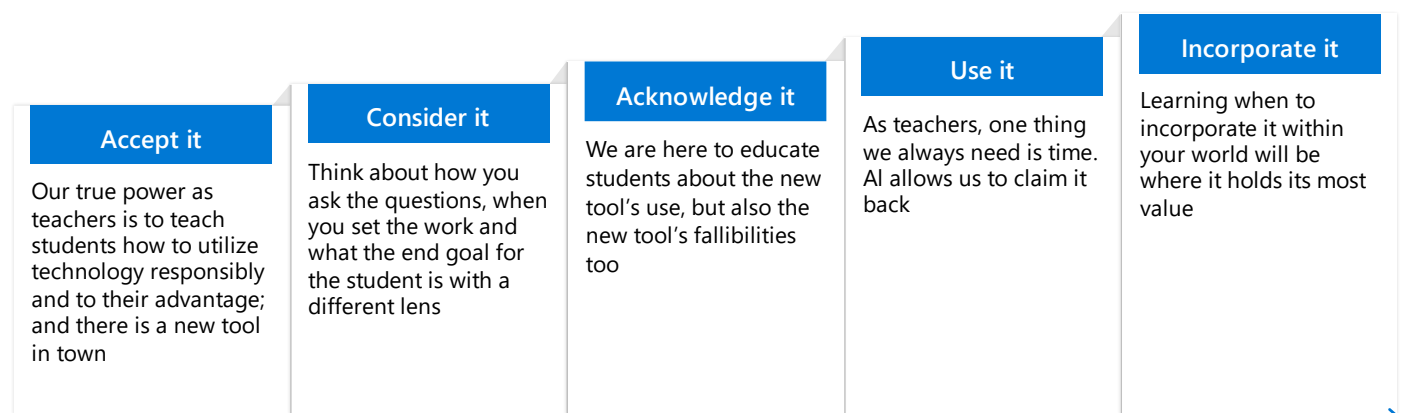 Accept it
Our true power as
teachers is to teach
students how to utilize
technology responsibly
and to their advantage;
and there is a new tool
in town
Consider it
Think about how you
ask the questions, when
you set the work and
what the end goal for
the student is with a
different lens
Acknowledge it
We are here to educate
students about the new
tool’s use, but also the
new tool’s fallibilities
too
Use it
As teachers, one thing
we always need is time.
AI allows us to claim it
back
Incorporate it
Learning when to
incorporate it within
your world will be
where it holds its most
value